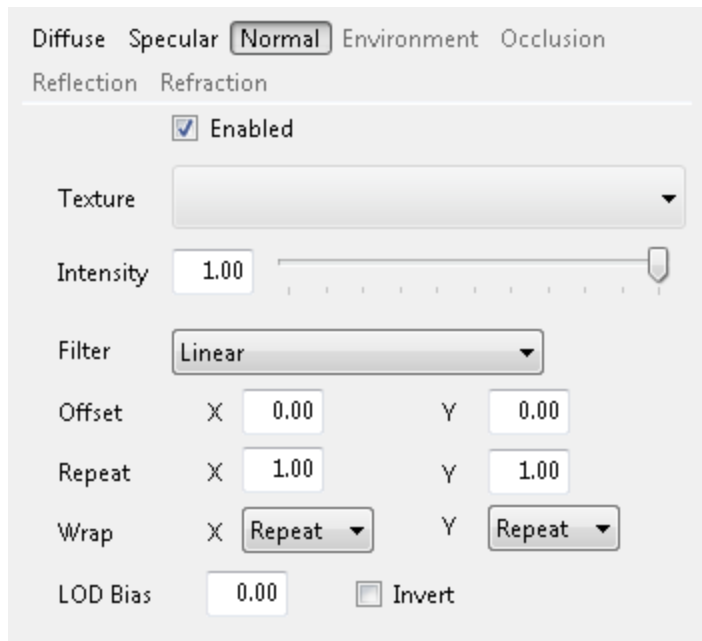 Diffuse Specular Normal Environment Occlusion
Reflection Refraction
Enabled
Texture
Intensity 1.00
Filter Linear
Offset X 0.00 Y 0.00
Repeat X 1.00 Y 1.00
Wrap X Repeat Y Repeat
LOD Bias 0.00 Invert